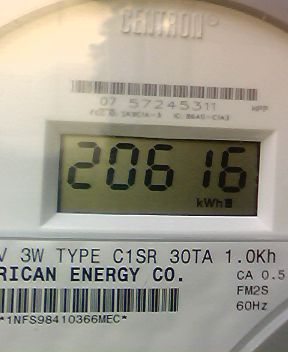 CENTRON®
07 57245311
20616
kWh
V 3W TYPE C1SR 30TA 1.0Kh
RICAN ENERGY CO.
CA 0.5
FM2S
60Hz
*1NFS98410366MEC*